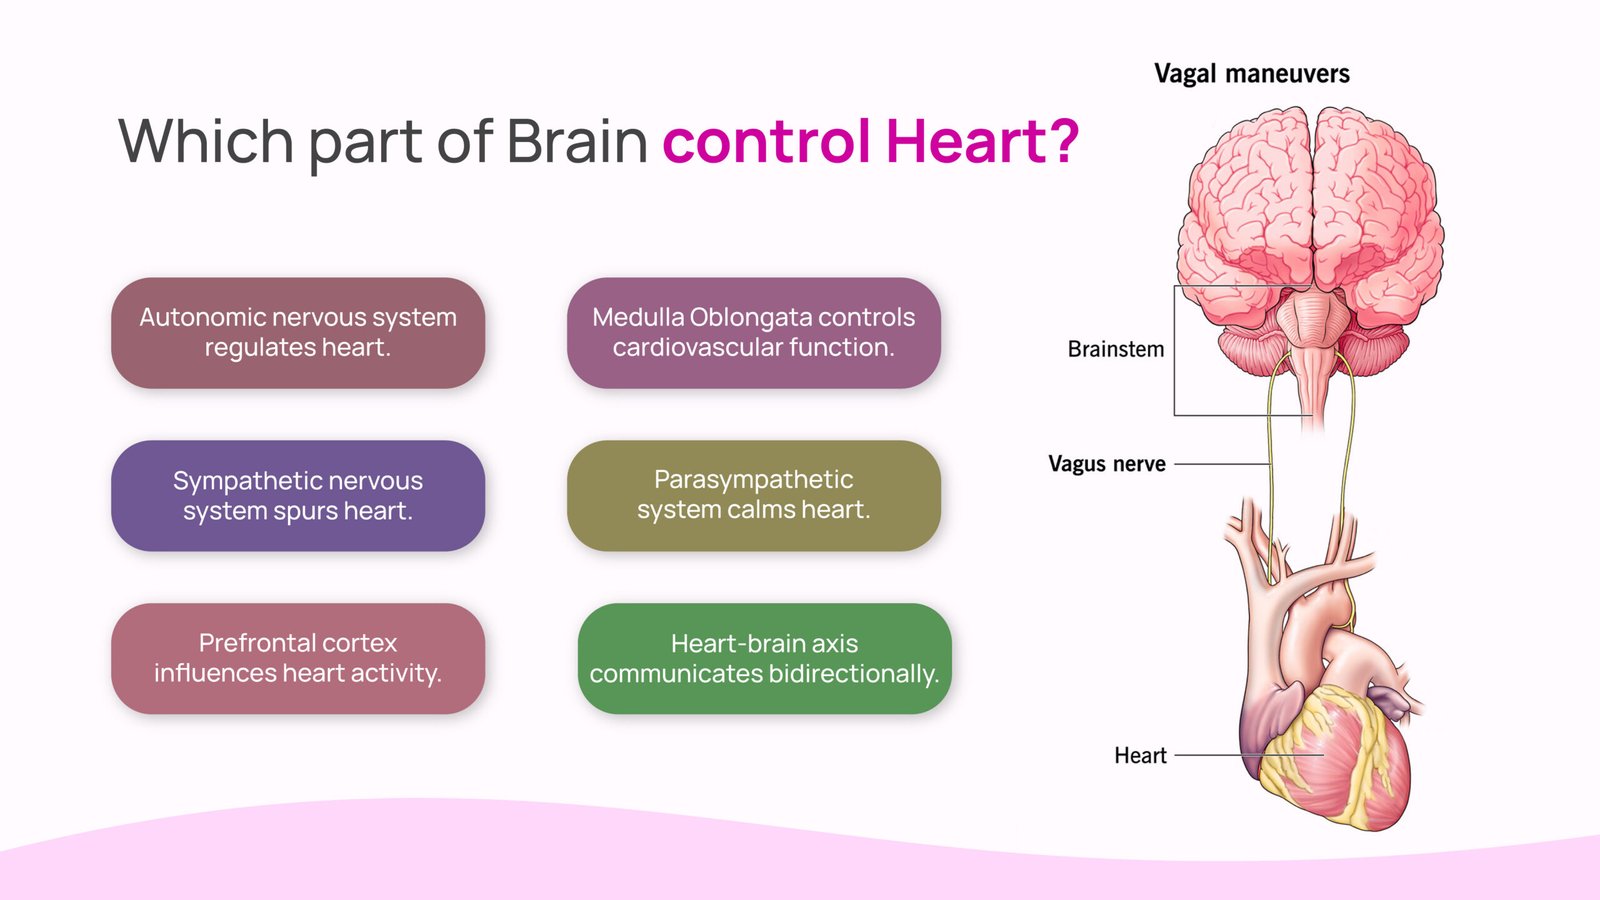 Which part of Brain control Heart?
Autonomic nervous system
regulates heart.
Medulla Oblongata controls
cardiovascular function.
Sympathetic nervous
system spurs heart.
Parasympathetic
system calms heart.
Prefrontal cortex
influences heart activity.
Heart-brain axis
communicates bidirectionally.
Vagal maneuvers
Brainstem
Vagus nerve
Heart